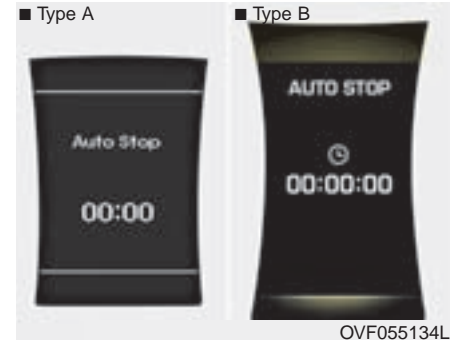 ■ Type A
■ Type B
Auto Stop
00:00
AUTO STOP
00:00:00
OVF055134L